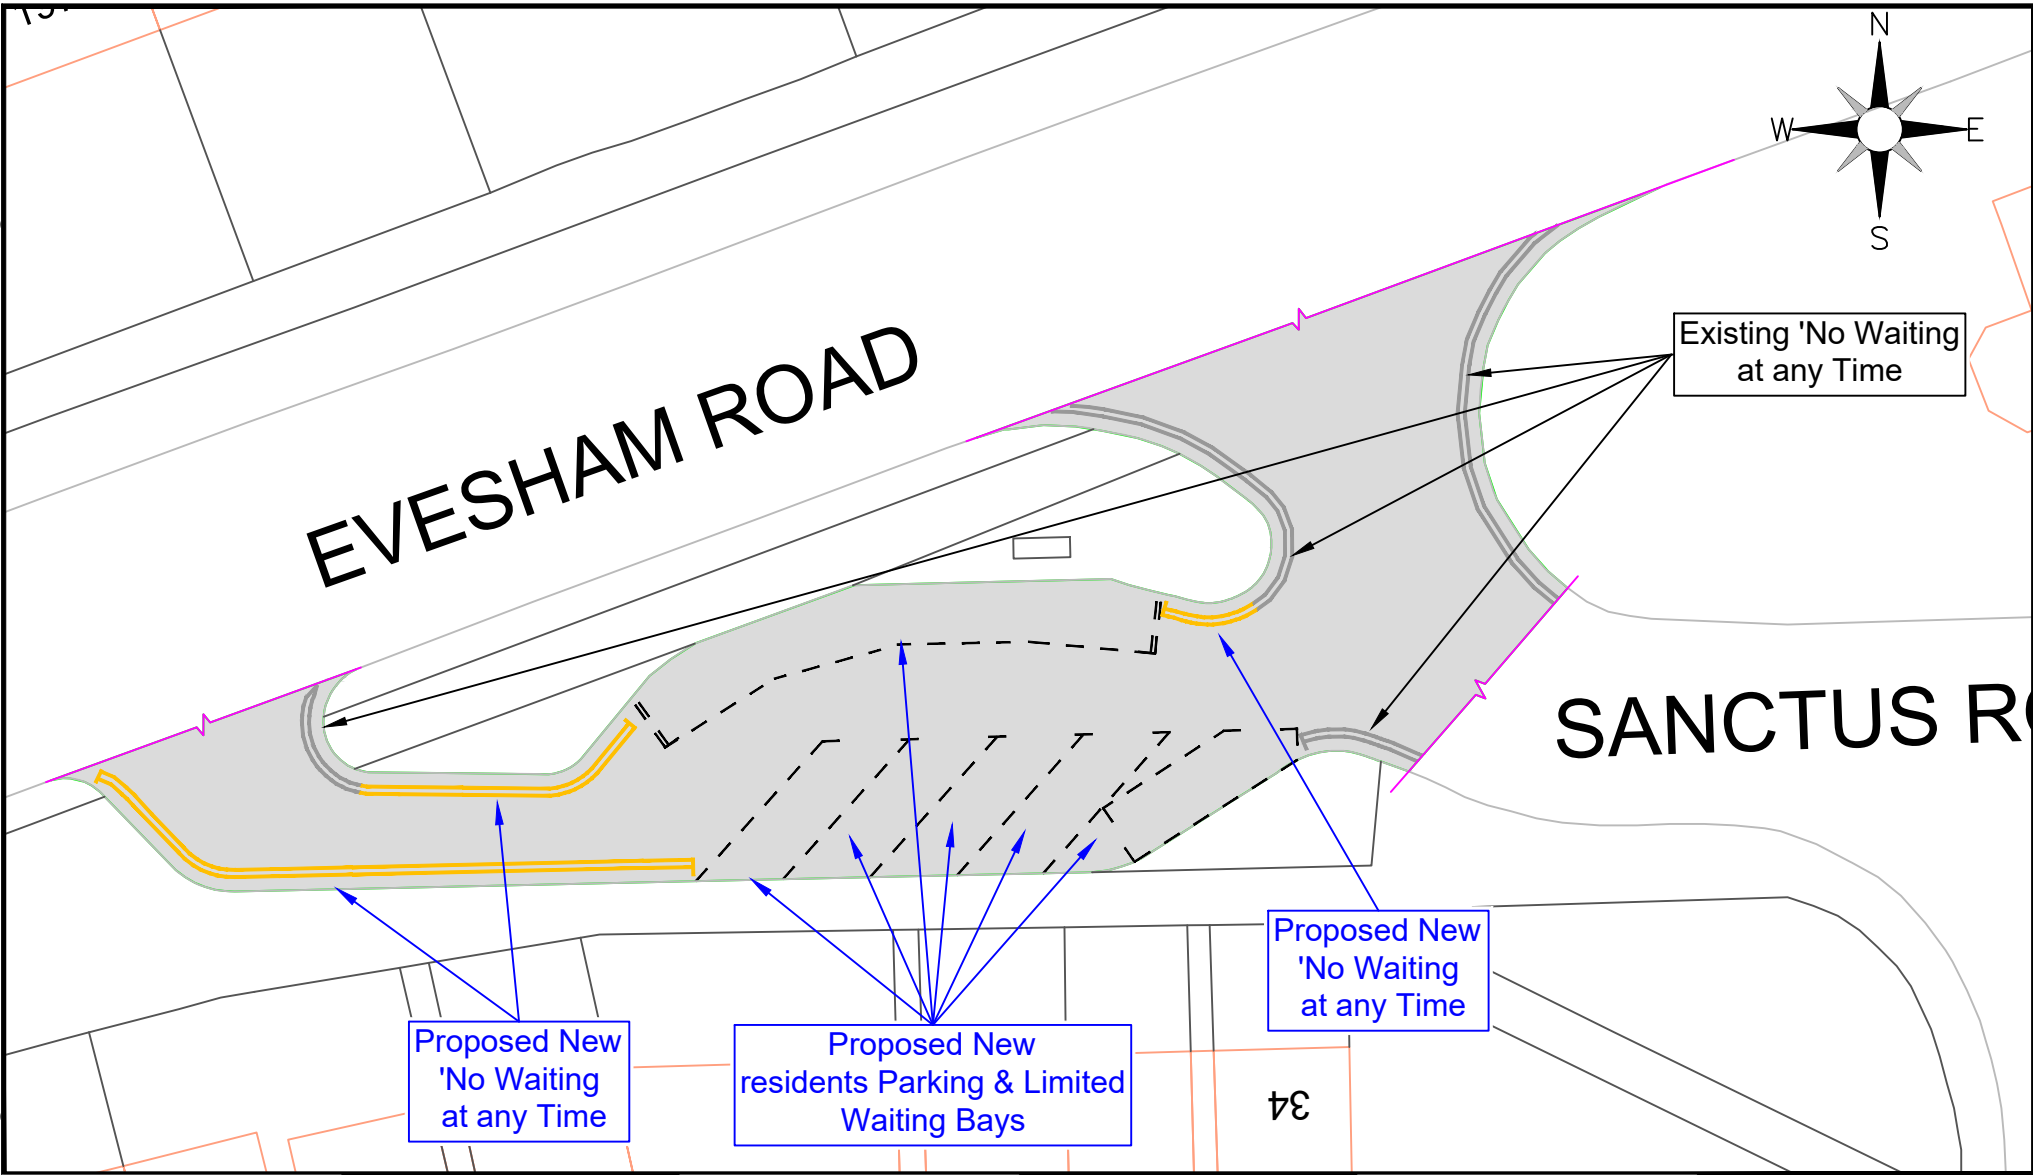 N
W E
S
EVESHAM ROAD
Existing 'No Waiting
at any Time
SANCTUS
Proposed New
'No Waiting
at any Time
Proposed New
'No Waiting
at any Time
Proposed New
residents Parking & Limited
Waiting Bays
34